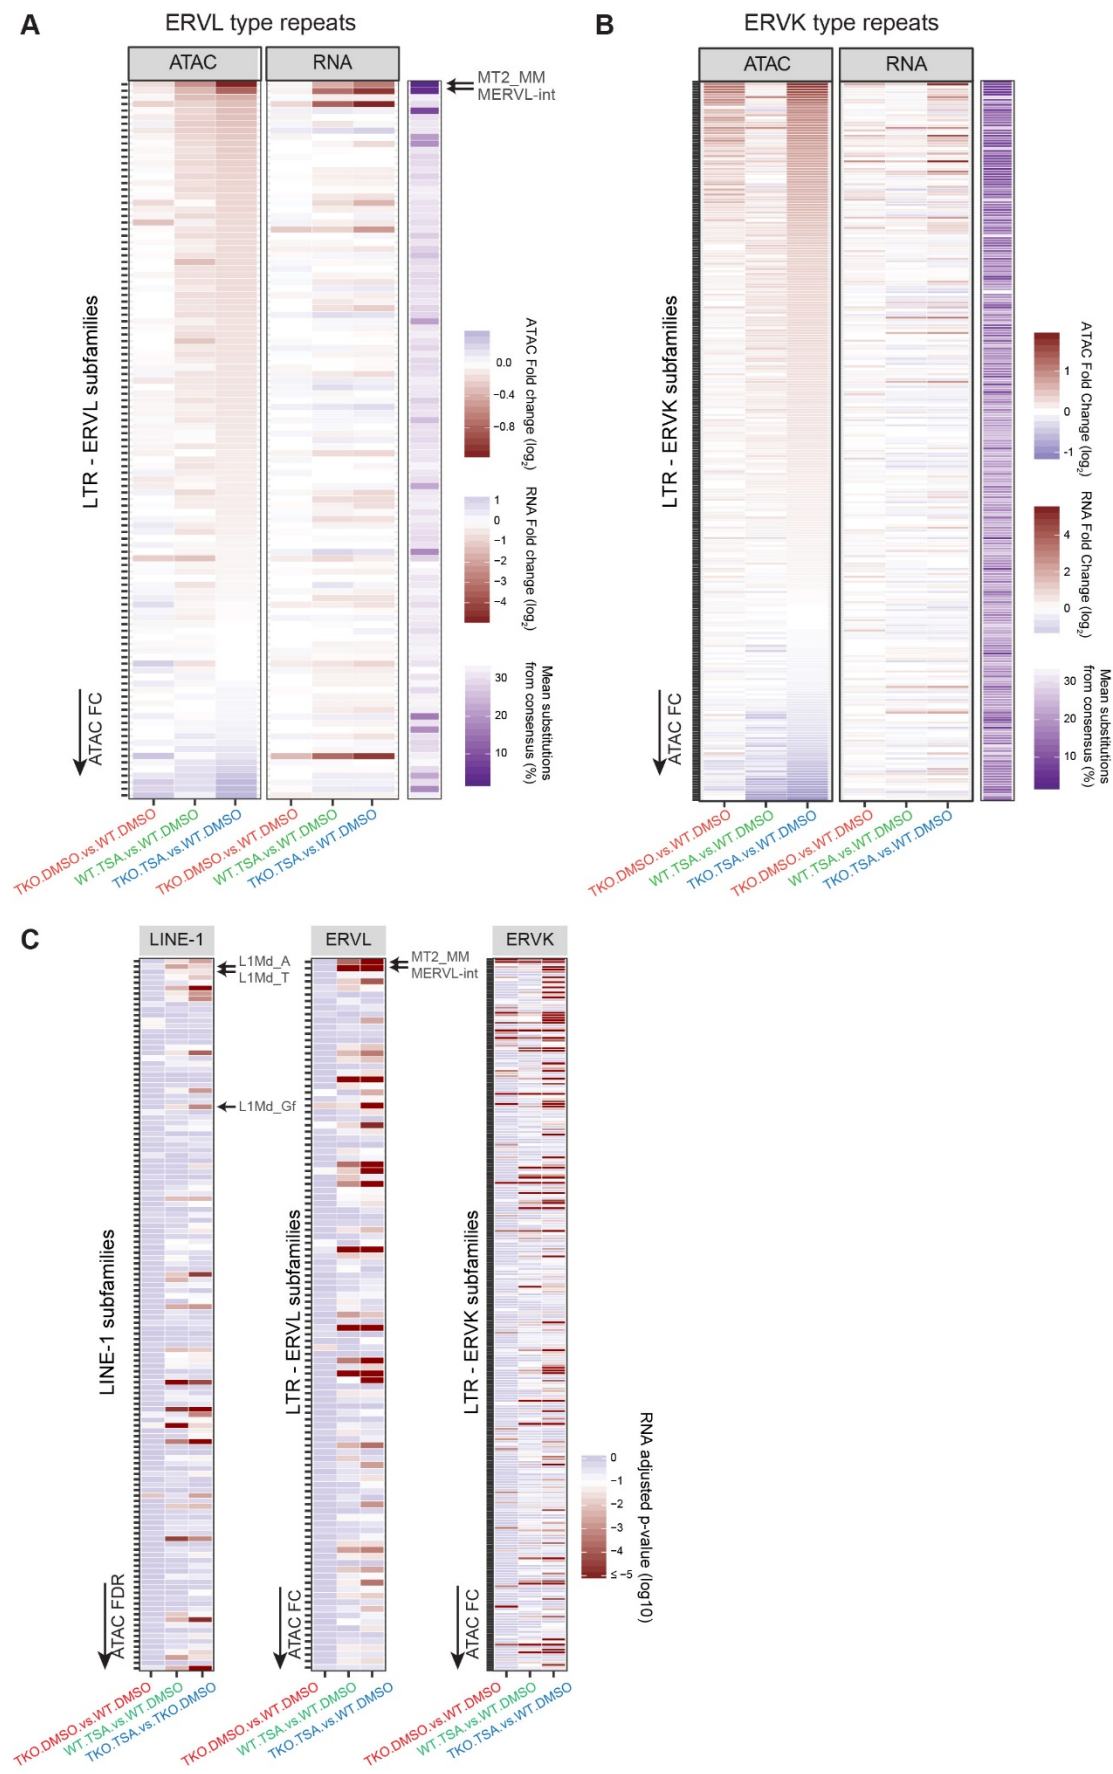 A
ERVL type repeats
ATAC
RNA
MT2_MM
MERVL-int
LTR - ERVL subfamilies
ATAC FC
ATAC Fold change (log2)
0.0
−0.4
−0.8
RNA Fold change (log2)
1
0
−1
−2
−3
−4
Mean substitutions
from consensus (%)
30
20
10
TKO.DMSO.vs.WT.DMSO
WT.TSA.vs.WT.DMSO
TKO.TSA.vs.WT.DMSO
TKO.DMSO.vs.WT.DMSO
WT.TSA.vs.WT.DMSO
TKO.TSA.vs.WT.DMSO
B
ERVK type repeats
ATAC
RNA
LTR - ERVK subfamilies
ATAC FC
ATAC Fold Change (log2)
1
0
-1
RNA Fold Change (log2)
4
2
0
Mean substitutions
from consensus (%)
30
20
10
TKO.DMSO.vs.WT.DMSO
WT.TSA.vs.WT.DMSO
TKO.TSA.vs.WT.DMSO
TKO.DMSO.vs.WT.DMSO
WT.TSA.vs.WT.DMSO
TKO.TSA.vs.WT.DMSO
C
LINE-1
L1Md_A
L1Md_T
L1Md_Gf
LINE-1 subfamilies
ATAC FDR
TKO.DMSO.vs.WT.DMSO
WT.TSA.vs.WT.DMSO
TKO.TSA.vs.TKO.DMSO
ERVL
MT2_MM
MERVL-int
LTR - ERVL subfamilies
ATAC FC
TKO.DMSO.vs.WT.DMSO
WT.TSA.vs.WT.DMSO
TKO.TSA.vs.WT.DMSO
ERVK
LTR - ERVK subfamilies
ATAC FC
TKO.DMSO.vs.WT.DMSO
WT.TSA.vs.WT.DMSO
TKO.TSA.vs.WT.DMSO
RNA adjusted p-value (log10)
0
−1
−2
−3
−4
≤ −5